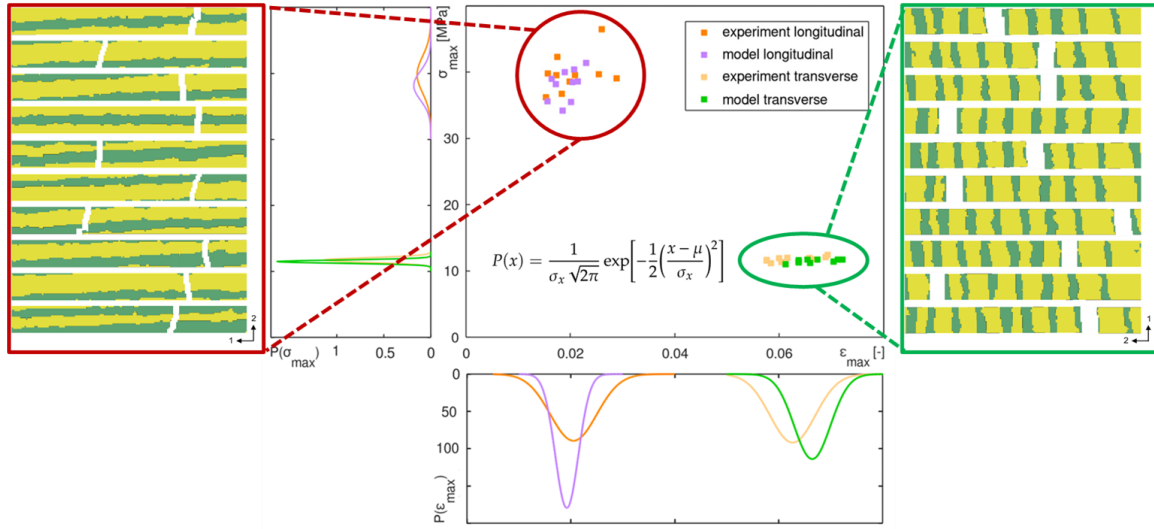 σmax [MPa]
40
30
20
10
0
P(σmax)
1
0.5
0
experiment longitudinal
model longitudinal
experiment transverse
model transverse
P(x) = 1/(σx √2π) exp[−1/2((x − μ)/σx)^2]
0
0.02
0.04
0.06
εmax [-]
0
50
100
P(εmax)
2
1
1
2